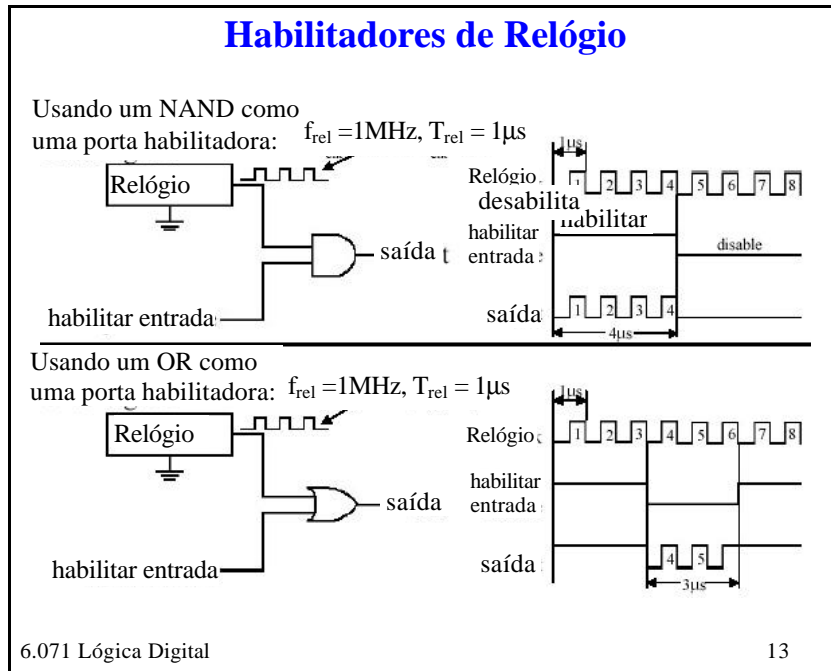 Habilitadores de Relógio
Usando um NAND como
uma porta habilitadora:
f_rel =1MHz, T_rel = 1μs
Relógio
habilitar entrada
saída
1μs
Relógio
1 2 3 4 5 6 7 8
desabilita
habilitar
habilitar
entrada
disable
saída
1 2 3 4
4μs
Usando um OR como
uma porta habilitadora:
f_rel =1MHz, T_rel = 1μs
Relógio
habilitar entrada
saída
1μs
Relógio
1 2 3 4 5 6 7 8
habilitar
entrada
saída
4 5
3μs
6.071 Lógica Digital
13